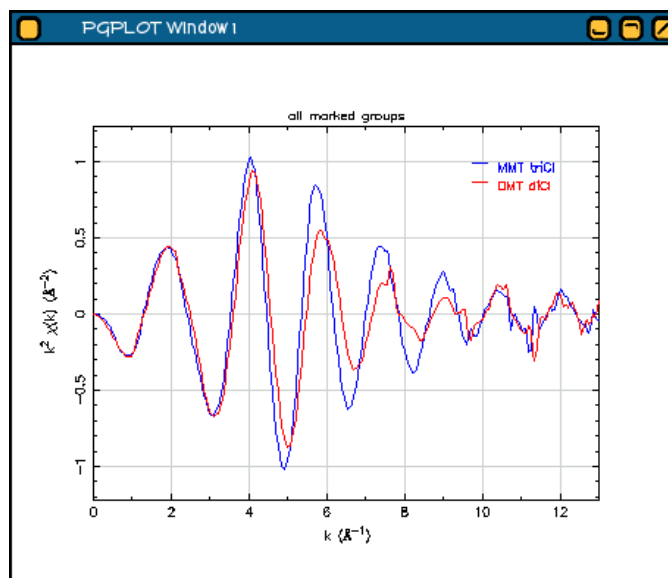 PGPLOT Window 1
all marked groups
MMT triCl
DMT diCl
1
0.5
0
−0.5
−1
k² χ(k) (Å⁻²)
0 2 4 6 8 10 12
k (Å⁻¹)